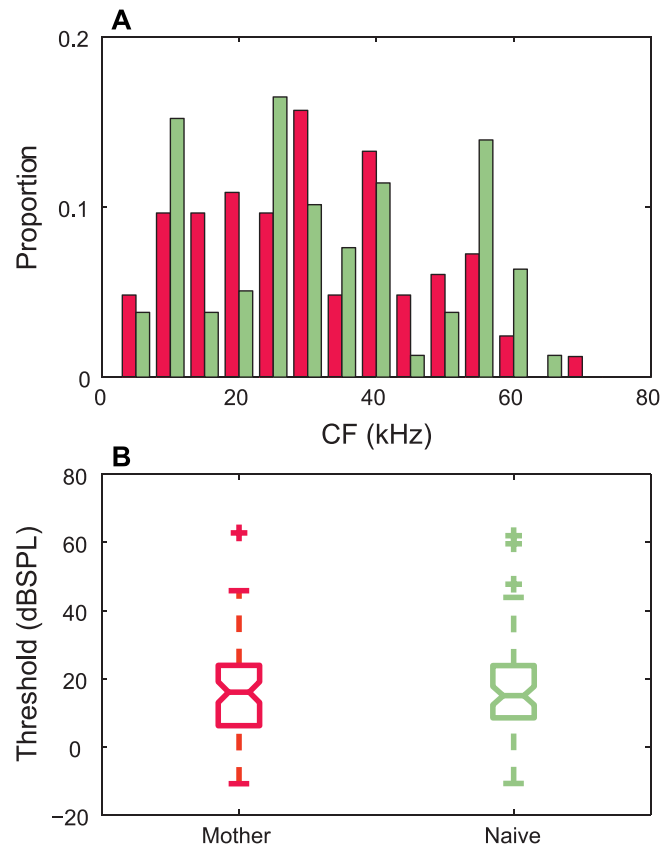 A
0.2
0.1
0
Proportion
0 20 40 60 80
CF (kHz)
B
80
60
40
20
0
−20
Threshold (dBSPL)
Mother Naive